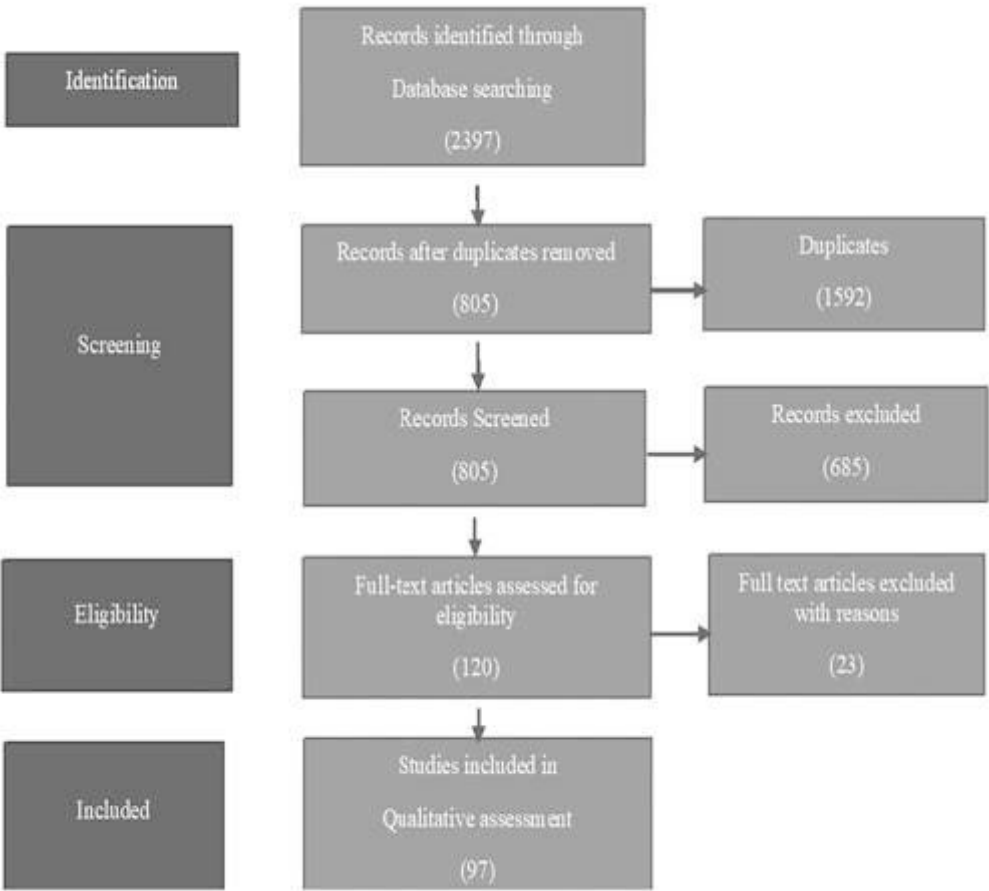 Identification
Records identified through
Database searching
(2397)
Records after duplicates removed
(805)
Duplicates
(1592)
Screening
Records Screened
(805)
Records excluded
(685)
Eligibility
Full-text articles assessed for
eligibility
(120)
Full text articles excluded
with reasons
(23)
Included
Studies included in
Qualitative assessment
(97)